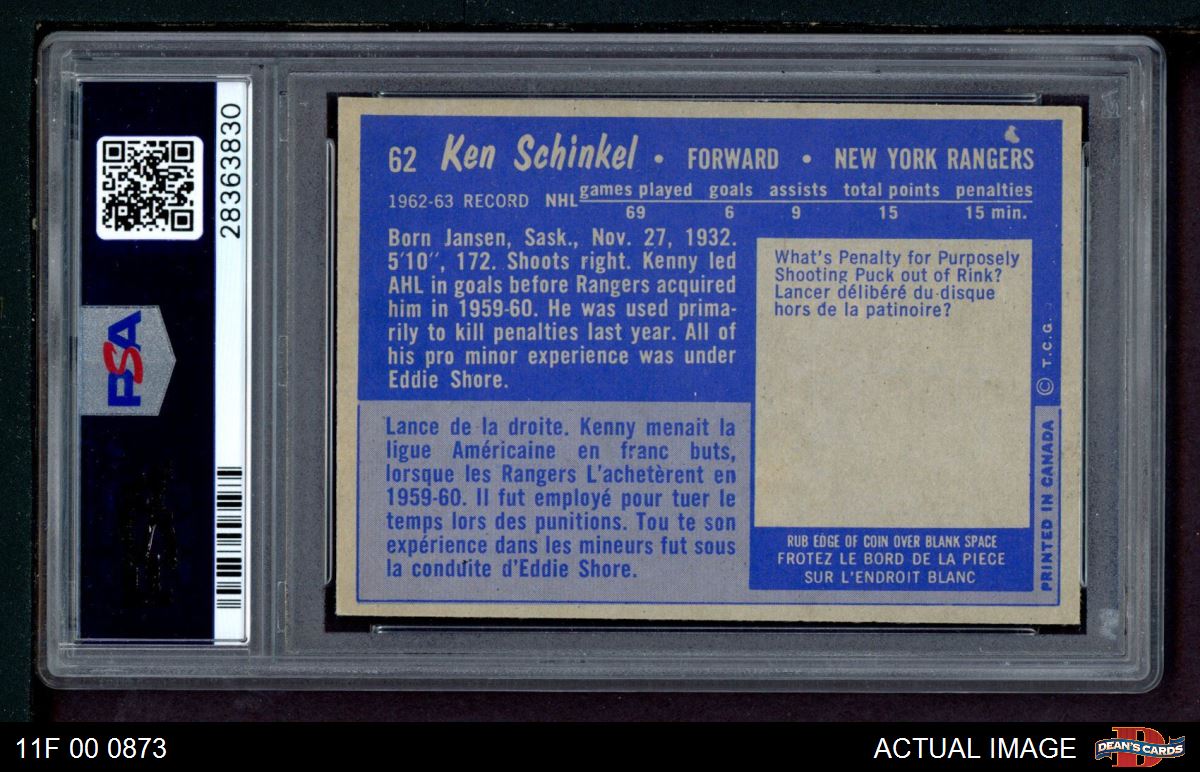 28363830
PSA
62 Ken Schinkel • FORWARD • NEW YORK RANGERS
1962-63 RECORD NHL games played goals assists total points penalties
69 6 9 15 15 min.
Born Jansen, Sask., Nov. 27, 1932.
5'10'', 172. Shoots right. Kenny led
AHL in goals before Rangers acquired
him in 1959-60. He was used prima-
rily to kill penalties last year. All of
his pro minor experience was under
Eddie Shore.
Lance de la droite. Kenny menait la
ligue Américaine en franc buts,
lorsque les Rangers L'achetèrent en
1959-60. Il fut employé pour tuer le
temps lors des punitions. Tou te son
expérience dans les mineurs fut sous
la conduite d'Eddie Shore.
What's Penalty for Purposely
Shooting Puck out of Rink?
Lancer délibéré du disque
hors de la patinoire?
RUB EDGE OF COIN OVER BLANK SPACE
FROTEZ LE BORD DE LA PIECE
SUR L'ENDROIT BLANC
PRINTED IN CANADA © T.C.G.
11F 00 0873
ACTUAL IMAGE
D
DEAN'S CARDS